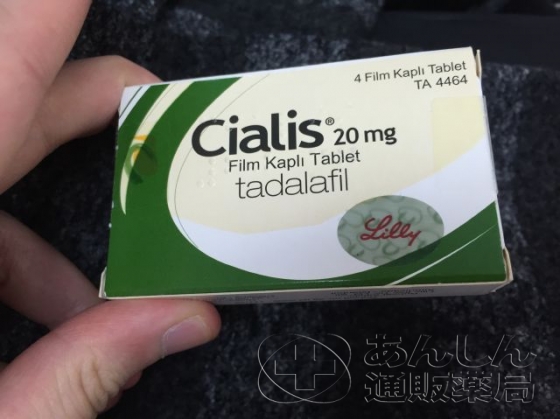 4 Film Kaplı Tablet
TA 4464
Cialis® 20 mg
Film Kaplı Tablet
tadalafil
Lilly
あんしん
通販薬局